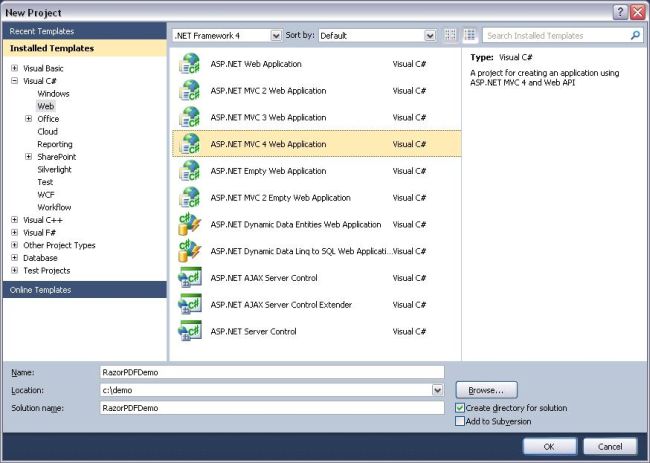 New Project
Recent Templates
Installed Templates
Visual Basic
Visual C#
Windows
Web
Office
Cloud
Reporting
SharePoint
Silverlight
Test
WCF
Workflow
Visual C++
Visual F#
Other Project Types
Database
Test Projects
Online Templates
.NET Framework 4 Sort by: Default
ASP.NET Web Application Visual C#
ASP.NET MVC 2 Web Application Visual C#
ASP.NET MVC 3 Web Application Visual C#
ASP.NET MVC 4 Web Application Visual C#
ASP.NET Empty Web Application Visual C#
ASP.NET MVC 2 Empty Web Application Visual C#
ASP.NET Dynamic Data Entities Web Application Visual C#
ASP.NET Dynamic Data Linq to SQL Web Applicati... Visual C#
ASP.NET AJAX Server Control Visual C#
ASP.NET AJAX Server Control Extender Visual C#
ASP.NET Server Control Visual C#
Search Installed Templates
Type: Visual C#
A project for creating an application using
ASP.NET MVC 4 and Web API
Name: RazorPDFDemo
Location: c:\demo Browse...
Solution name: RazorPDFDemo
Create directory for solution
Add to Subversion
OK Cancel